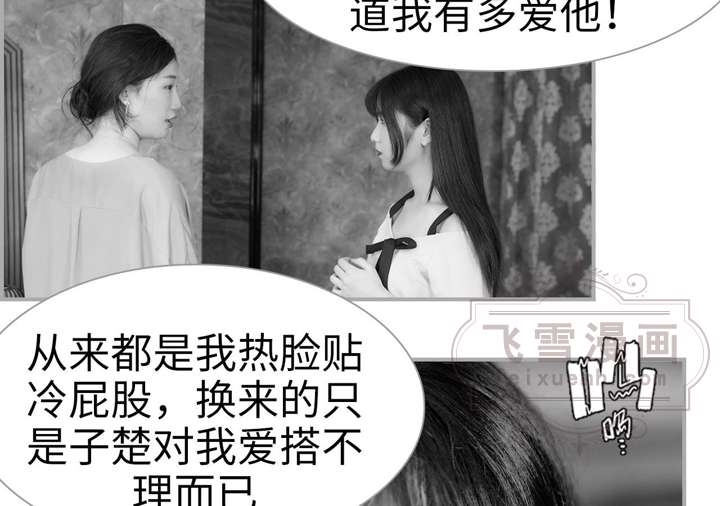 道我有多爱他！
飞雪漫画
从来都是我热脸贴
冷屁股，换来的只
是子楚对我爱搭不
理而已
呜…